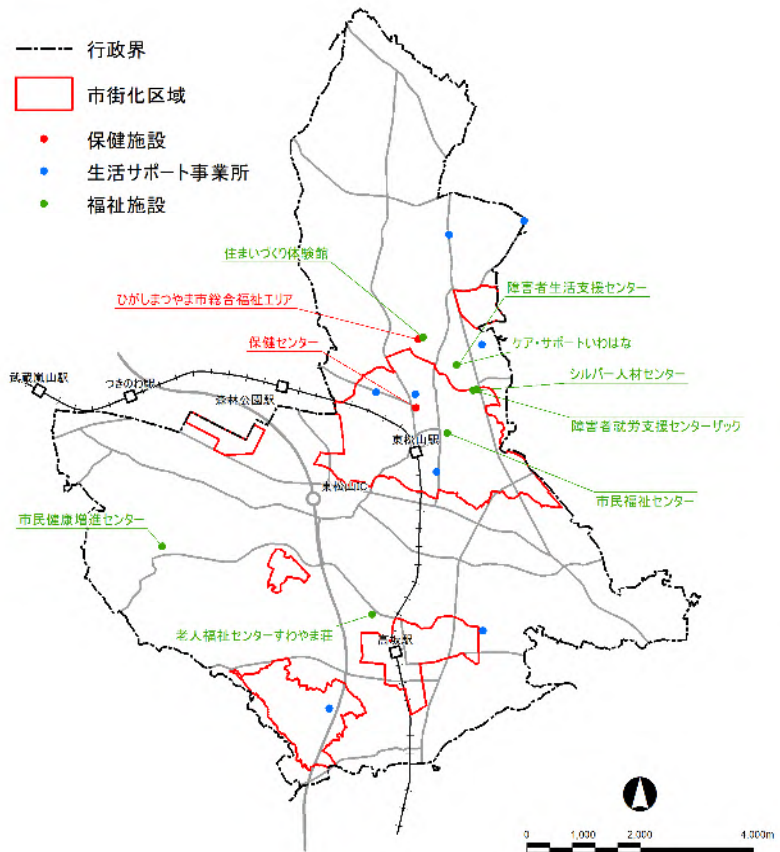 行政界
市街化区域
保健施設
生活サポート事業所
福祉施設
住まいづくり体験館
障害者生活支援センター
ひがしまつやま市総合福祉エリア
保健センター
ケア・サポートいわはな
シルバー人材センター
武蔵嵐山駅
つきのわ駅
森林公園駅
障害者就労支援センターザック
東松山駅
東松山IC
市民福祉センター
市民健康増進センター
老人福祉センターすわやま荘
高坂駅
0 1,000 2,000 4,000m